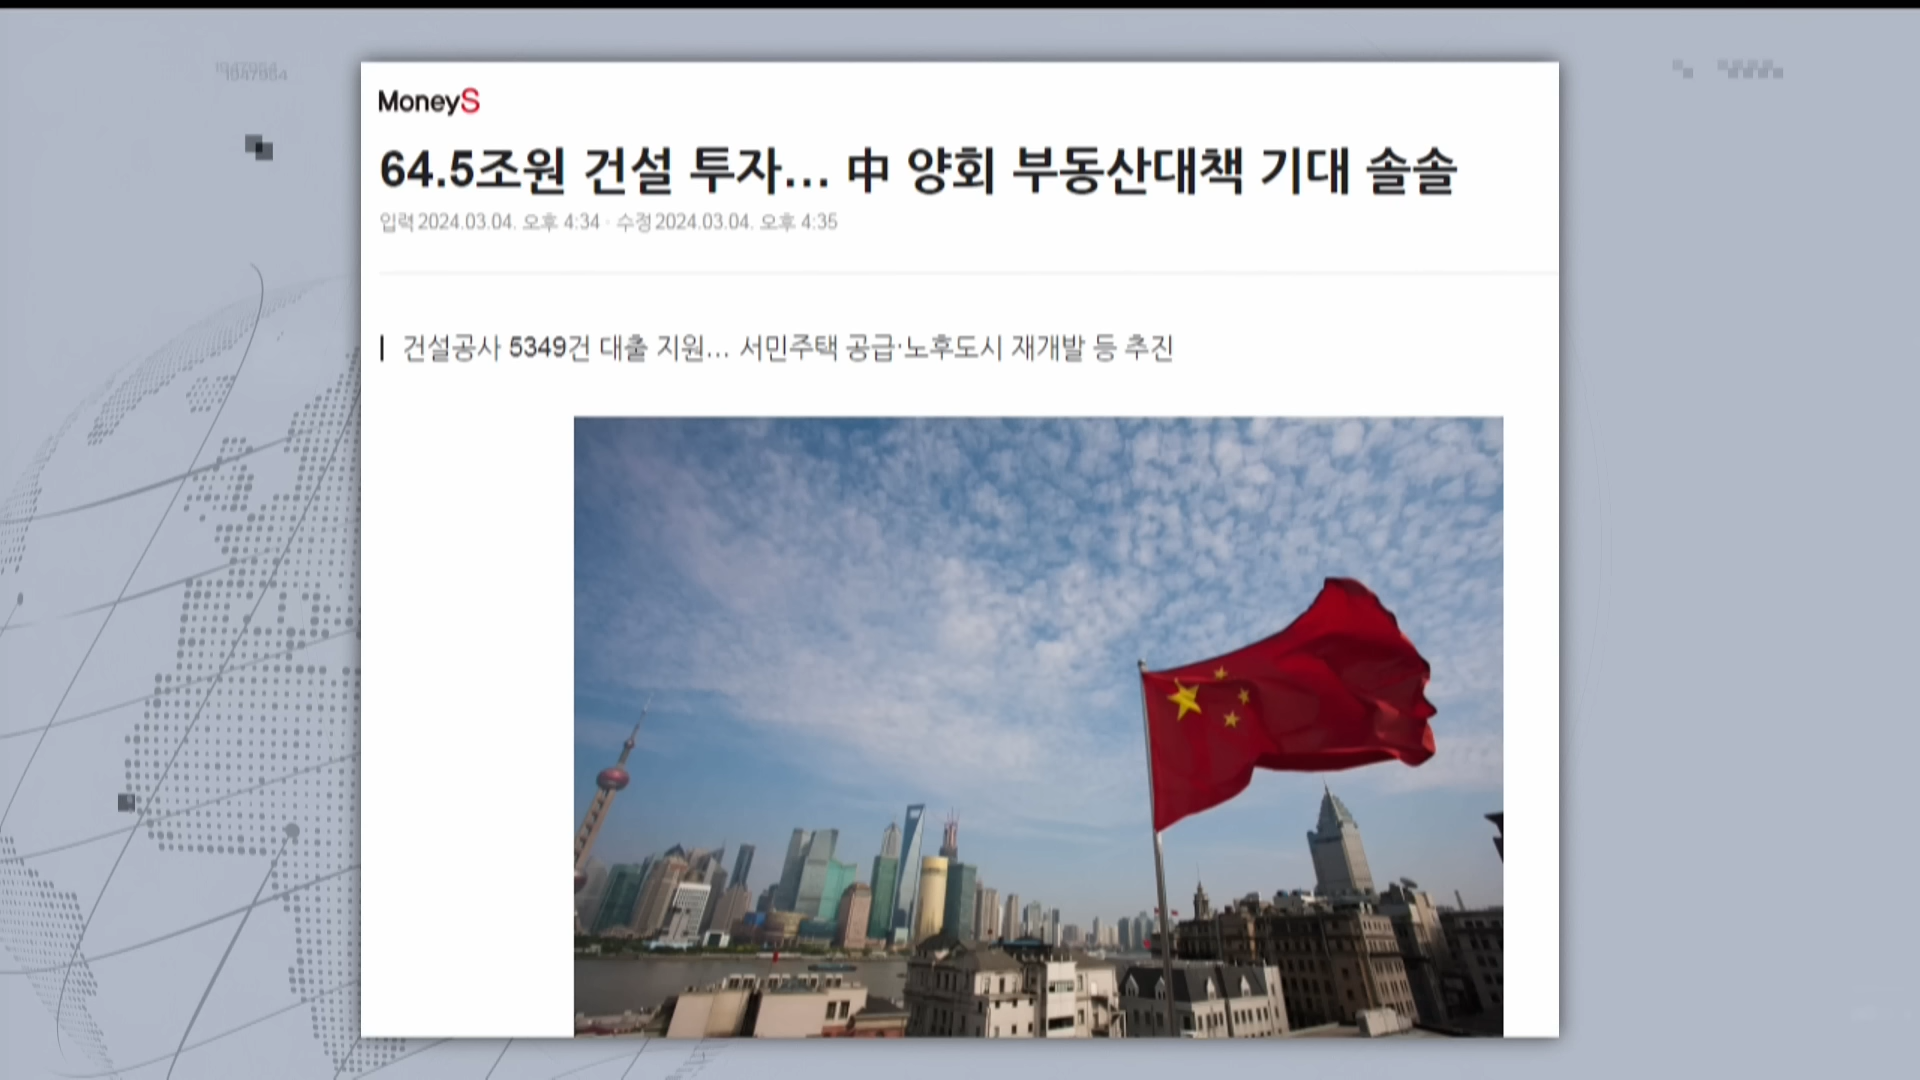 1047954
1047954
MoneyS
64.5조원 건설 투자... 中 양회 부동산대책 기대 솔솔
입력 2024.03.04. 오후 4:34 · 수정 2024.03.04. 오후 4:35
건설공사 5349건 대출 지원... 서민주택 공급·노후도시 재개발 등 추진